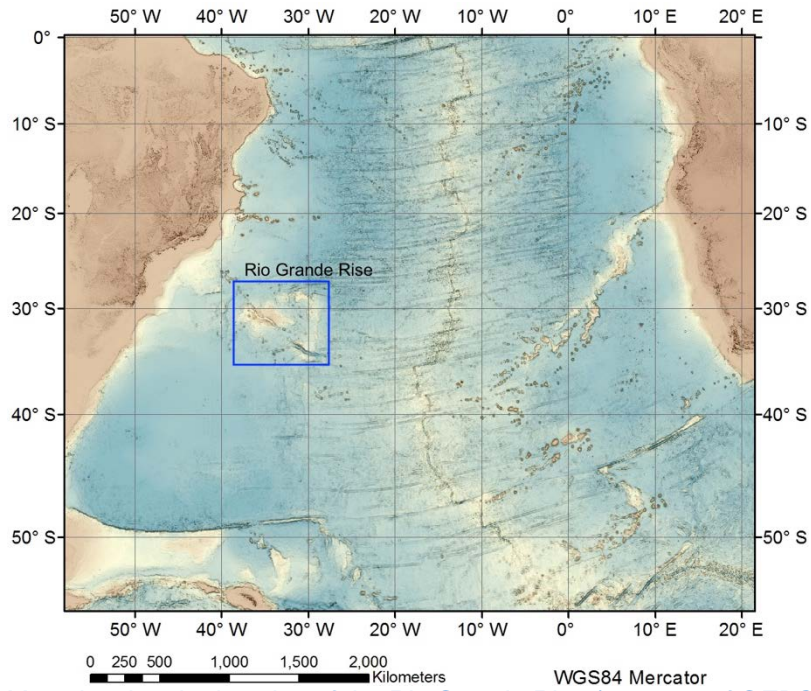 50° W 40° W 30° W 20° W 10° W 0° 10° E 20° E
0°
10° S 10° S
20° S 20° S
Rio Grande Rise
30° S 30° S
40° S 40° S
50° S 50° S
50° W 40° W 30° W 20° W 10° W 0° 10° E 20° E
0 250 500 1,000 1,500 2,000
Kilometers
WGS84 Mercator